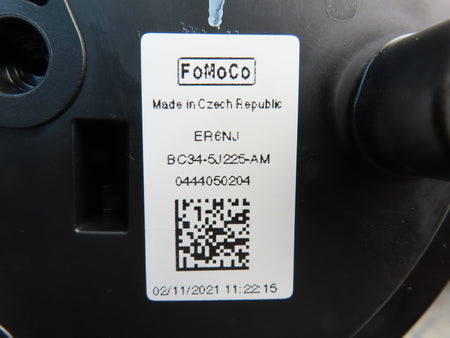 FoMoCo
Made in Czech Republic
ER6NJ
BC34-5J225-AM
0444050204
02/11/2021 11:22:15